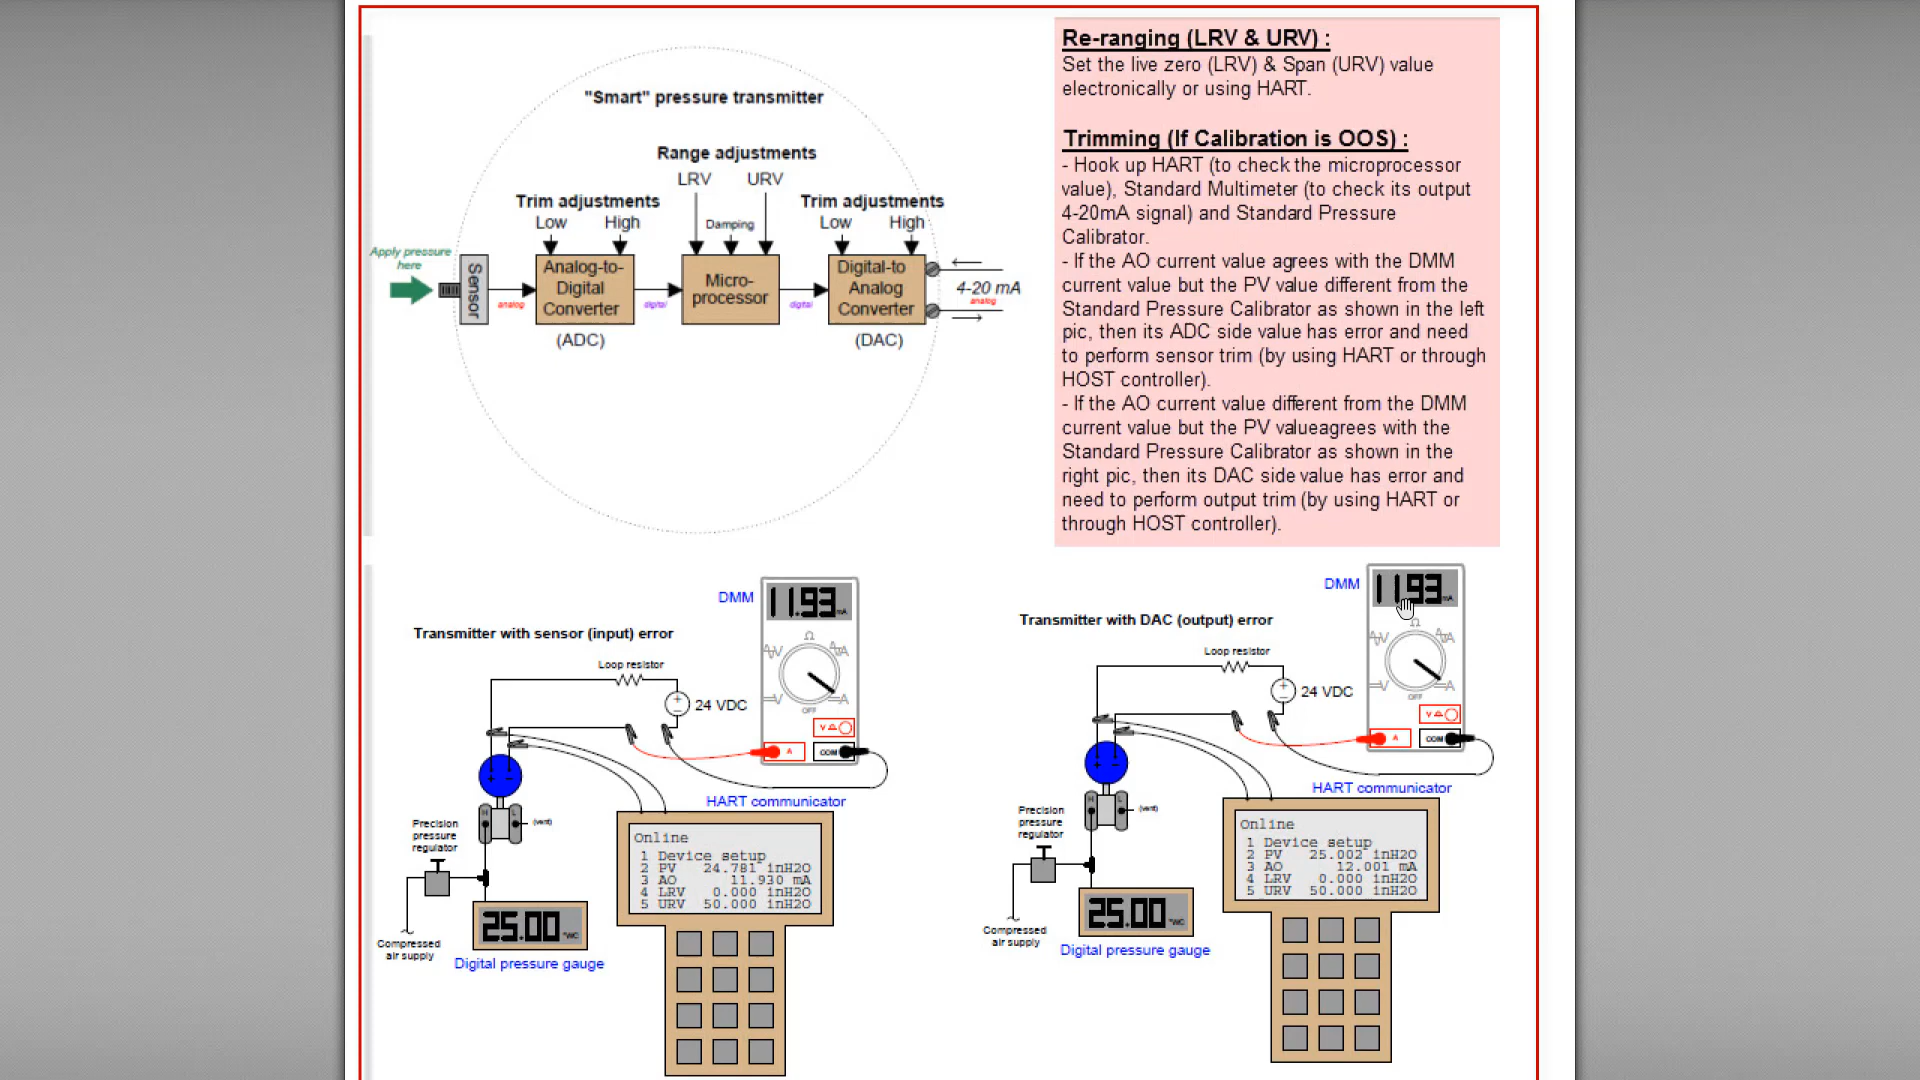 "Smart" pressure transmitter
Range adjustments
LRV URV
Trim adjustments
Low High
Damping
Trim adjustments
Low High
Apply pressure
here
Sensor
analog
Analog-to-
Digital
Converter
(ADC)
digital
Micro-
processor
digital
Digital-to
Analog
Converter
(DAC)
4-20 mA
analog
Re-ranging (LRV & URV) :
Set the live zero (LRV) & Span (URV) value
electronically or using HART.
Trimming (If Calibration is OOS) :
- Hook up HART (to check the microprocessor
value), Standard Multimeter (to check its output
4-20mA signal) and Standard Pressure
Calibrator.
- If the AO current value agrees with the DMM
current value but the PV value different from the
Standard Pressure Calibrator as shown in the left
pic, then its ADC side value has error and need
to perform sensor trim (by using HART or through
HOST controller).
- If the AO current value different from the DMM
current value but the PV valueagrees with the
Standard Pressure Calibrator as shown in the
right pic, then its DAC side value has error and
need to perform output trim (by using HART or
through HOST controller).
Transmitter with sensor (input) error
DMM
11.93 mA
Ω
V A
V A
OFF
V Ω
A COM
Loop resistor
24 VDC
+ -
H L
(vent)
Precision
pressure
regulator
Compressed
air supply
25.00 "WC
Digital pressure gauge
HART communicator
Online
1 Device setup
2 PV 24.781 inH2O
3 AO 11.930 mA
4 LRV 0.000 inH2O
5 URV 50.000 inH2O
Transmitter with DAC (output) error
DMM
11.93 mA
Ω
V A
V A
OFF
V Ω
A COM
Loop resistor
24 VDC
+ -
H L
(vent)
Precision
pressure
regulator
Compressed
air supply
25.00 "WC
Digital pressure gauge
HART communicator
Online
1 Device setup
2 PV 25.002 inH2O
3 AO 12.001 mA
4 LRV 0.000 inH2O
5 URV 50.000 inH2O